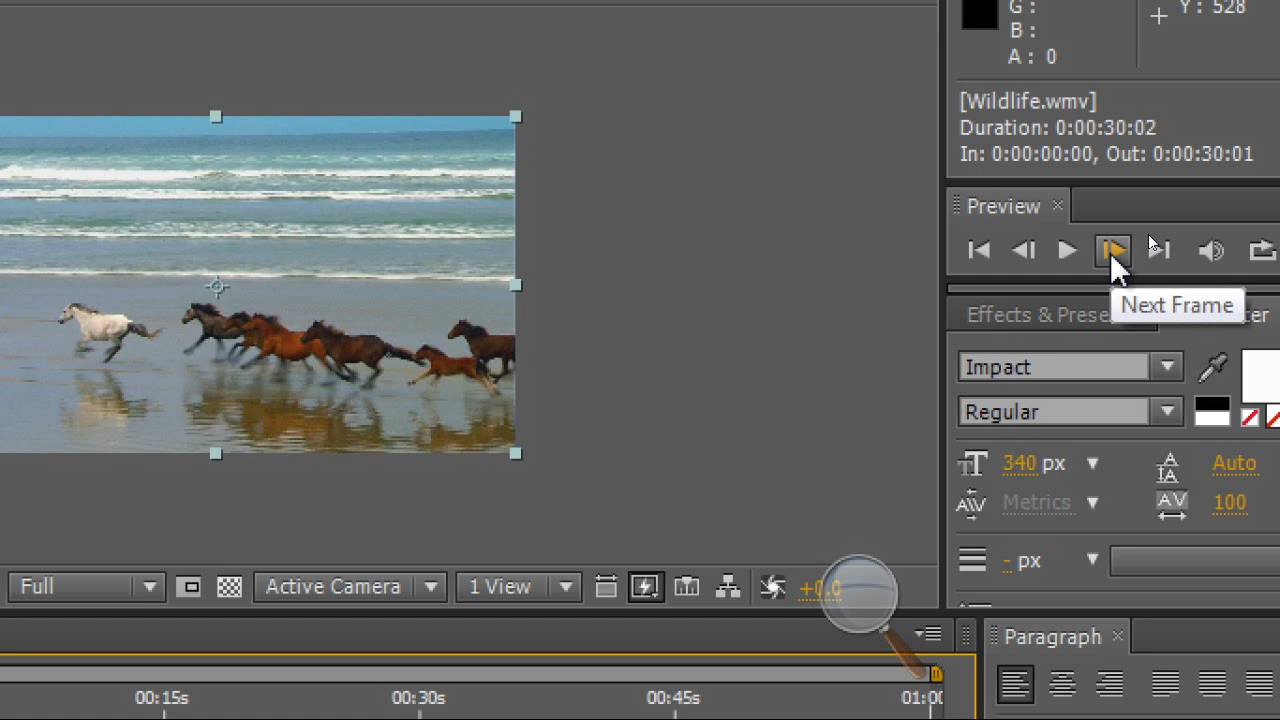 G :
Y : 528
B :
A : 0
[Wildlife.wmv]
Duration: 0:00:30:02
In: 0:00:00:00, Out: 0:00:30:01
Preview
Next Frame
Effects & Prese
er
Impact
Regular
340 px
Auto
Metrics
100
- px
Full
Active Camera
1 View
+0.0
Paragraph
00:15s
00:30s
00:45s
01:00